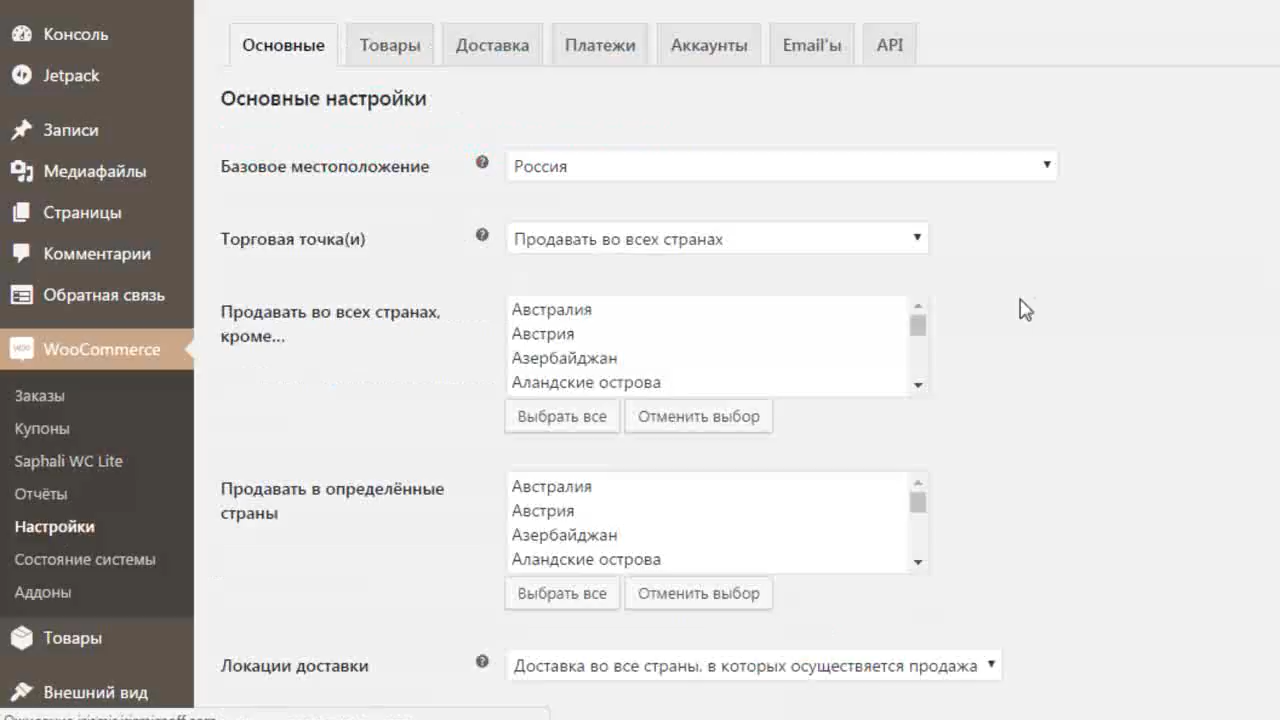 Консоль
Jetpack
Записи
Медиафайлы
Страницы
Комментарии
Обратная связь
WooCommerce
Заказы
Купоны
Saphali WC Lite
Отчёты
Настройки
Состояние системы
Аддоны
Товары
Внешний вид
Основные Товары Доставка Платежи Аккаунты Email'ы API
Основные настройки
Базовое местоположение Россия
Торговая точка(и) Продавать во всех странах
Продавать во всех странах,
кроме...
Австралия
Австрия
Азербайджан
Аландские острова
Выбрать все Отменить выбор
Продавать в определённые
страны
Австралия
Австрия
Азербайджан
Аландские острова
Выбрать все Отменить выбор
Локации доставки Доставка во все страны, в которых осуществляется продажа